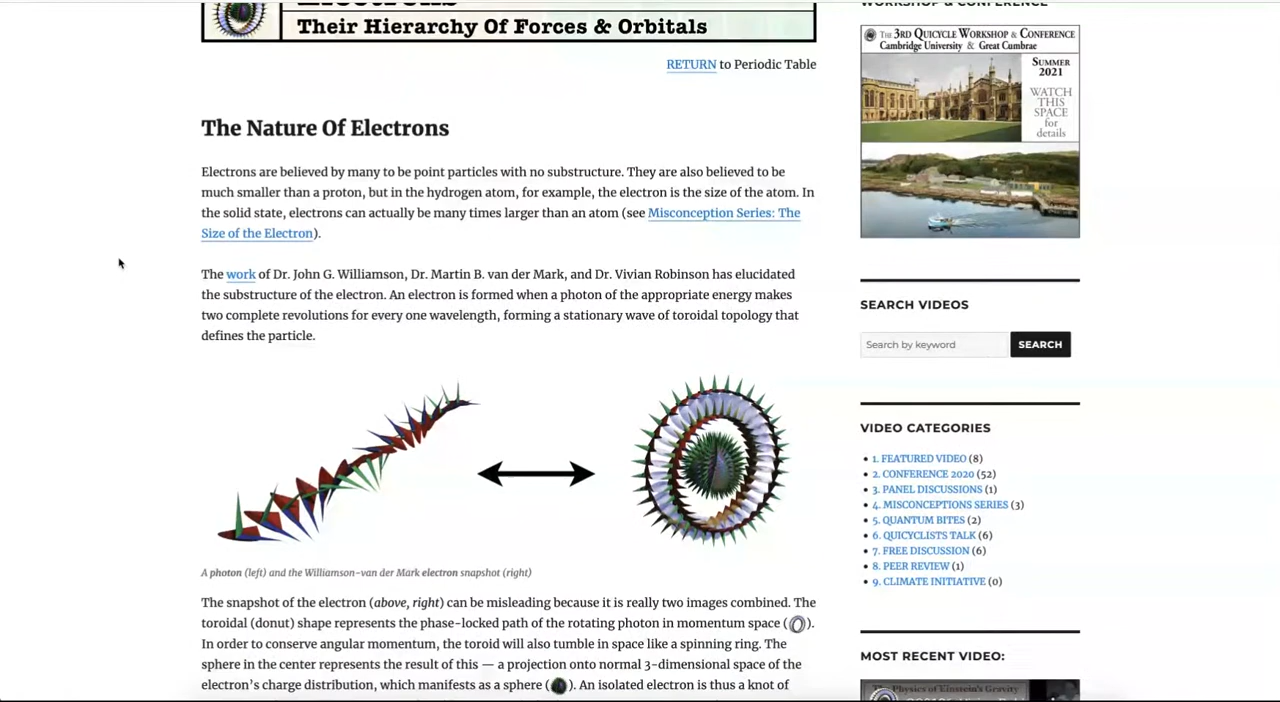 Their Hierarchy Of Forces & Orbitals
RETURN to Periodic Table
The Nature Of Electrons
Electrons are believed by many to be point particles with no substructure. They are also believed to be
much smaller than a proton, but in the hydrogen atom, for example, the electron is the size of the atom. In
the solid state, electrons can actually be many times larger than an atom (see Misconception Series: The
Size of the Electron).
The work of Dr. John G. Williamson, Dr. Martin B. van der Mark, and Dr. Vivian Robinson has elucidated
the substructure of the electron. An electron is formed when a photon of the appropriate energy makes
two complete revolutions for every one wavelength, forming a stationary wave of toroidal topology that
defines the particle.
A photon (left) and the Williamson-van der Mark electron snapshot (right)
The snapshot of the electron (above, right) can be misleading because it is really two images combined. The
toroidal (donut) shape represents the phase-locked path of the rotating photon in momentum space ( ).
In order to conserve angular momentum, the toroid will also tumble in space like a spinning ring. The
sphere in the center represents the result of this — a projection onto normal 3-dimensional space of the
electron's charge distribution, which manifests as a sphere ( ). An isolated electron is thus a knot of
WORKSHOP & CONFERENCE
THE 3RD QUICYCLE WORKSHOP & CONFERENCE
Cambridge University & Great Cumbrae
SUMMER
2021
WATCH
THIS
SPACE
for
details
SEARCH VIDEOS
Search by keyword
SEARCH
VIDEO CATEGORIES
1. FEATURED VIDEO (8)
2. CONFERENCE 2020 (52)
3. PANEL DISCUSSIONS (1)
4. MISCONCEPTIONS SERIES (3)
5. QUANTUM BITES (2)
6. QUICYCLISTS TALK (6)
7. FREE DISCUSSION (6)
8. PEER REVIEW (1)
9. CLIMATE INITIATIVE (0)
MOST RECENT VIDEO:
The Physics of Einstein's Gravity